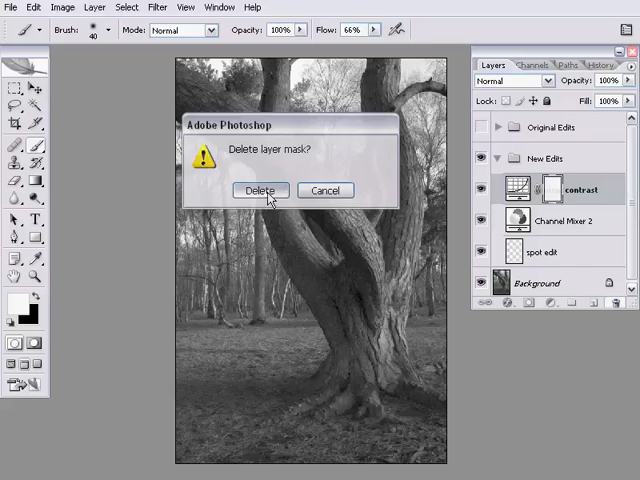 File Edit Image Layer Select Filter View Window Help
Brush: 40 Mode: Normal Opacity: 100% Flow: 66%
Layers Channels Paths History
Normal Opacity: 100%
Lock: Fill: 100%
Original Edits
New Edits
contrast
Channel Mixer 2
spot edit
Background
Adobe Photoshop
Delete layer mask?
Delete Cancel